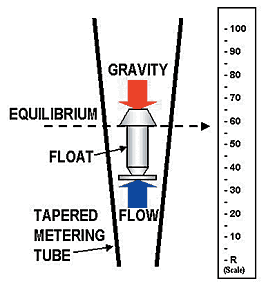 GRAVITY
EQUILIBRIUM
FLOAT
TAPERED
METERING
TUBE
FLOW
- 100
- 90
- 80
- 70
- 60
- 50
- 40
- 30
- 20
- 10
- R
(Scale)